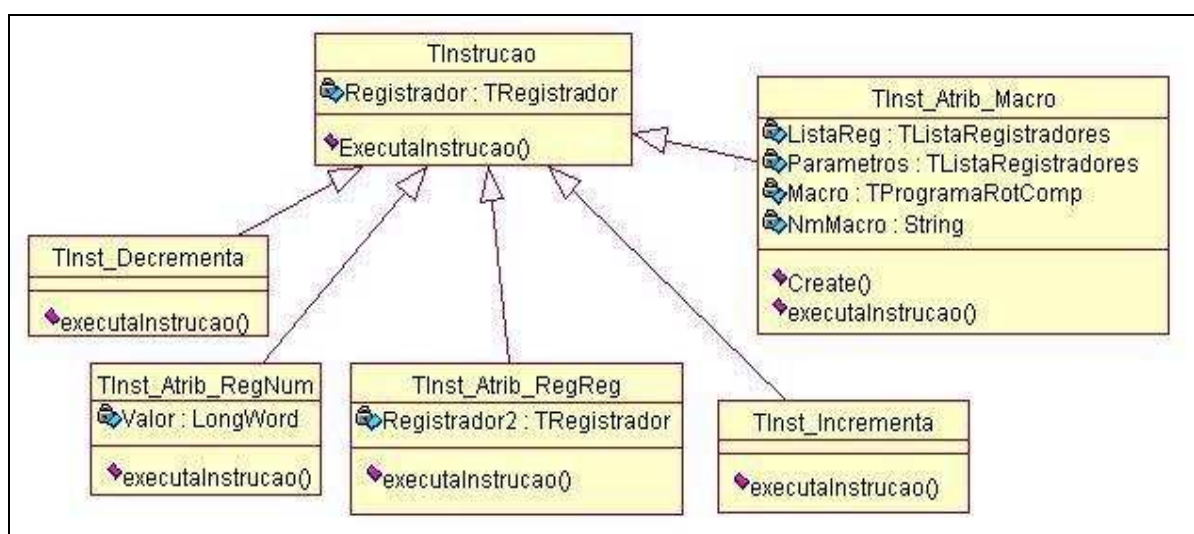 TInstrucao
Registrador : TRegistrador
ExecutaInstrucao()
TInst_Atrib_Macro
ListaReg : TListaRegistradores
Parametros : TListaRegistradores
Macro : TProgramaRotComp
NmMacro : String
Create()
executaInstrucao()
TInst_Decrementa
executaInstrucao()
TInst_Atrib_RegNum
Valor : LongWord
executaInstrucao()
TInst_Atrib_RegReg
Registrador2 : TRegistrador
executaInstrucao()
TInst_Incrementa
executaInstrucao()